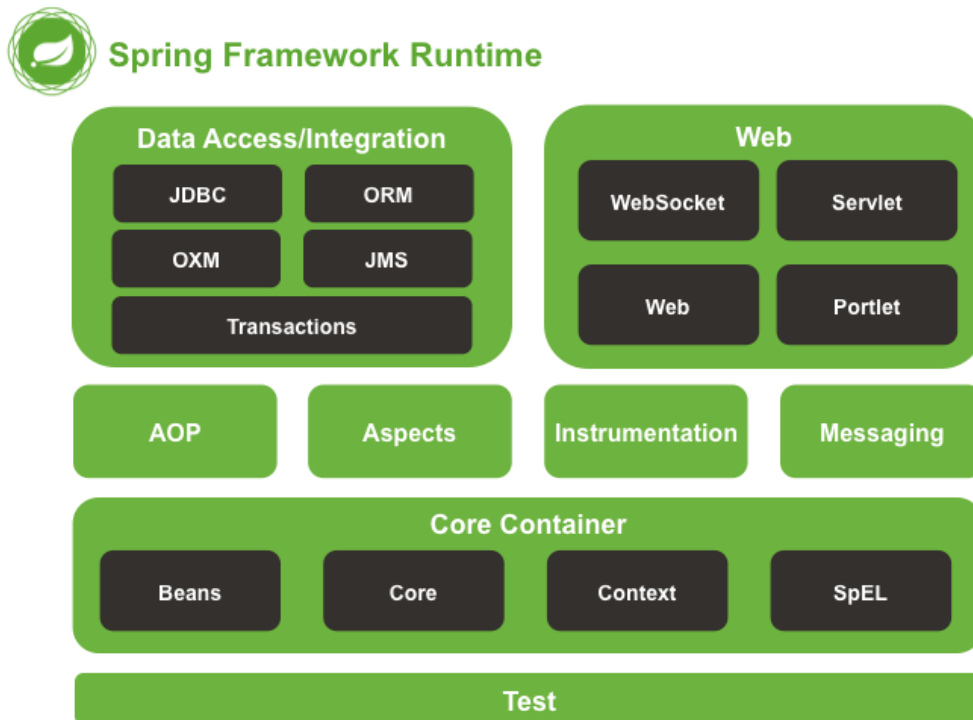 Spring Framework Runtime
Data Access/Integration
JDBC
ORM
OXM
JMS
Transactions
Web
WebSocket
Servlet
Web
Portlet
AOP
Aspects
Instrumentation
Messaging
Core Container
Beans
Core
Context
SpEL
Test